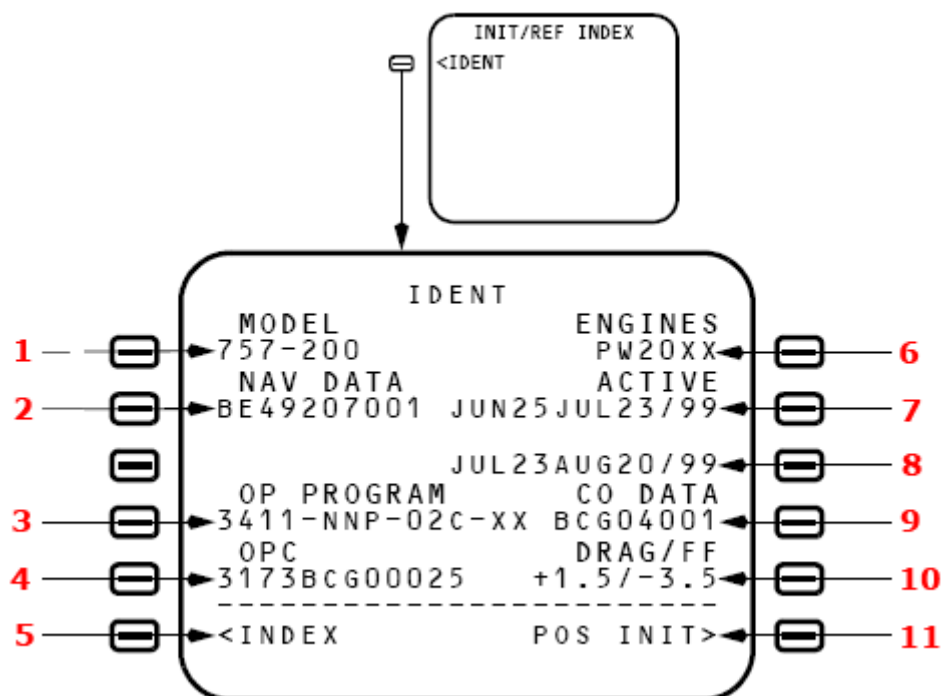 INIT/REF INDEX
<IDENT
IDENT
MODEL ENGINES
1 757-200 PW20XX 6
NAV DATA ACTIVE
2 BE49207001 JUN25JUL23/99 7
JUL23AUG20/99 8
OP PROGRAM CO DATA
3 3411-NNP-02C-XX BCG04001 9
OPC DRAG/FF
4 3173BCG00025 +1.5/-3.5 10
------------------------
5 <INDEX POS INIT> 11